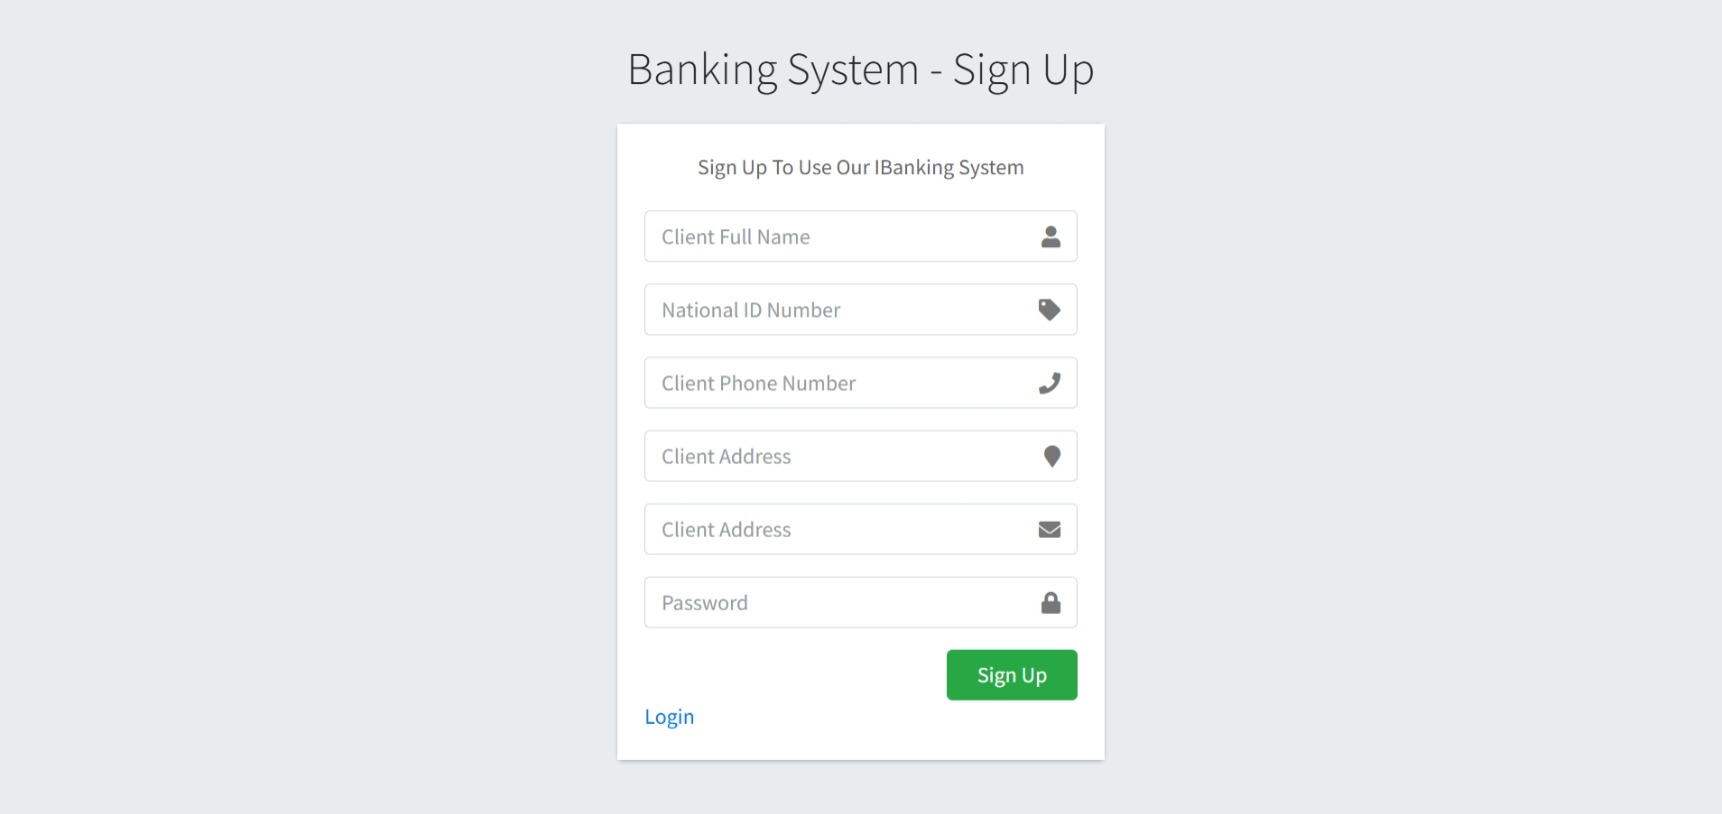 Banking System - Sign Up
Sign Up To Use Our IBanking System
Client Full Name
National ID Number
Client Phone Number
Client Address
Client Address
Password
Sign Up
Login